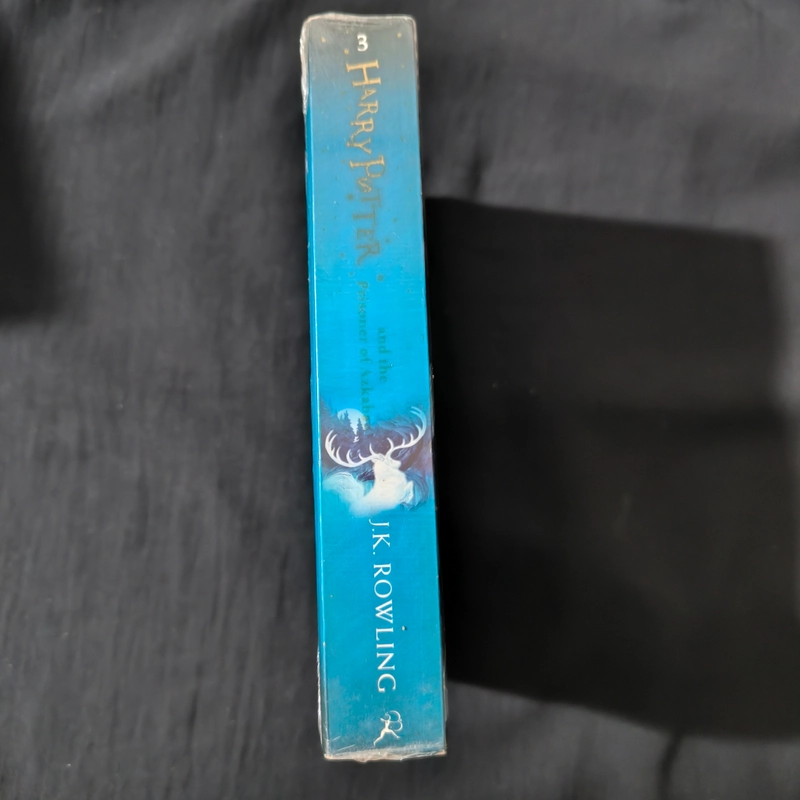 3
HARRY POTTER
and the
Prisoner of Azkaban
J.K. ROWLING